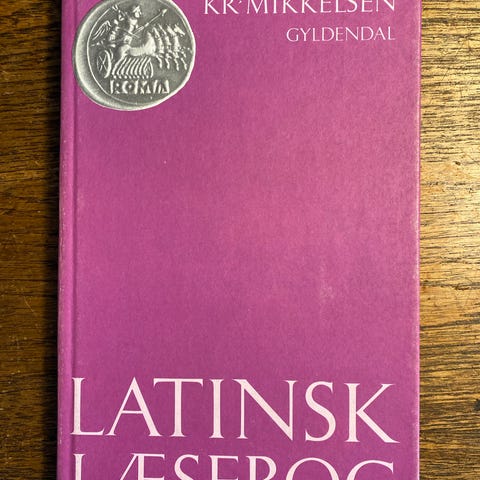 KR. MIKKELSEN
GYLDENDAL
ROMA
LATINSK
LÆSEBOG